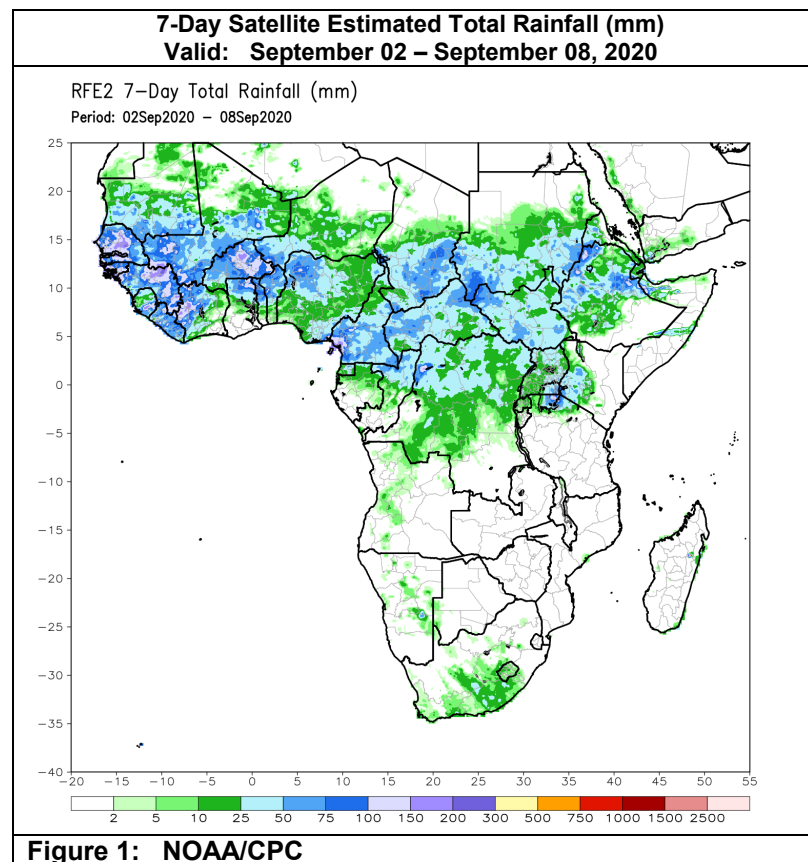 7-Day Satellite Estimated Total Rainfall (mm)
Valid: September 02 – September 08, 2020
RFE2 7-Day Total Rainfall (mm)
Period: 02Sep2020 - 08Sep2020
25
20
15
10
5
0
-5
-10
-15
-20
-25
-30
-35
-40
-20 -15 -10 -5 0 5 10 15 20 25 30 35 40 45 50 55
2 5 10 25 50 75 100 150 200 300 500 750 1000 1500 2500
Figure 1: NOAA/CPC